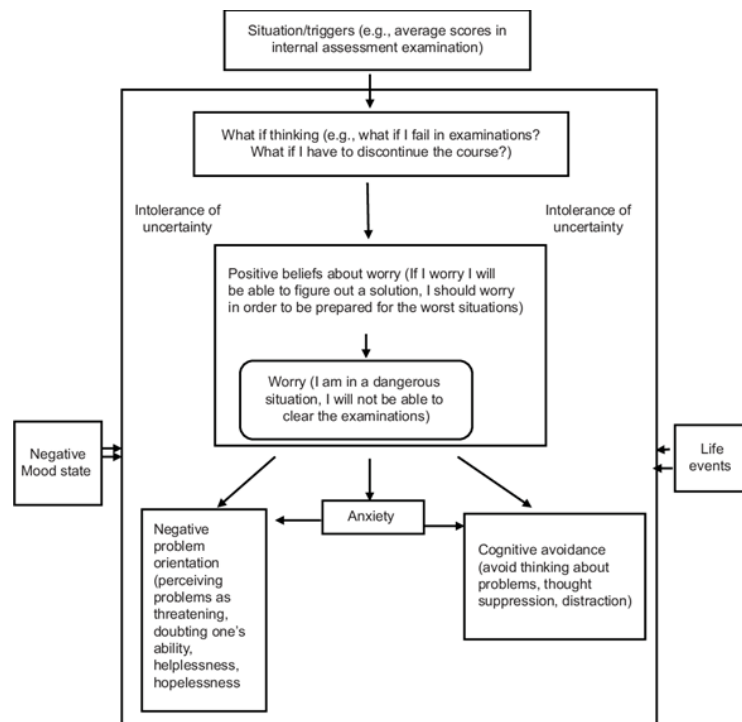 Situation/triggers (e.g., average scores in
internal assessment examination)
What if thinking (e.g., what if I fail in examinations?
What if I have to discontinue the course?)
Intolerance of
uncertainty
Intolerance of
uncertainty
Positive beliefs about worry (If I worry I will
be able to figure out a solution, I should worry
in order to be prepared for the worst situations)
Worry (I am in a dangerous
situation, I will not be able to
clear the examinations)
Negative
Mood state
Life
events
Anxiety
Negative
problem
orientation
(perceiving
problems as
threatening,
doubting one's
ability,
helplessness,
hopelessness
Cognitive avoidance
(avoid thinking about
problems, thought
suppression, distraction)